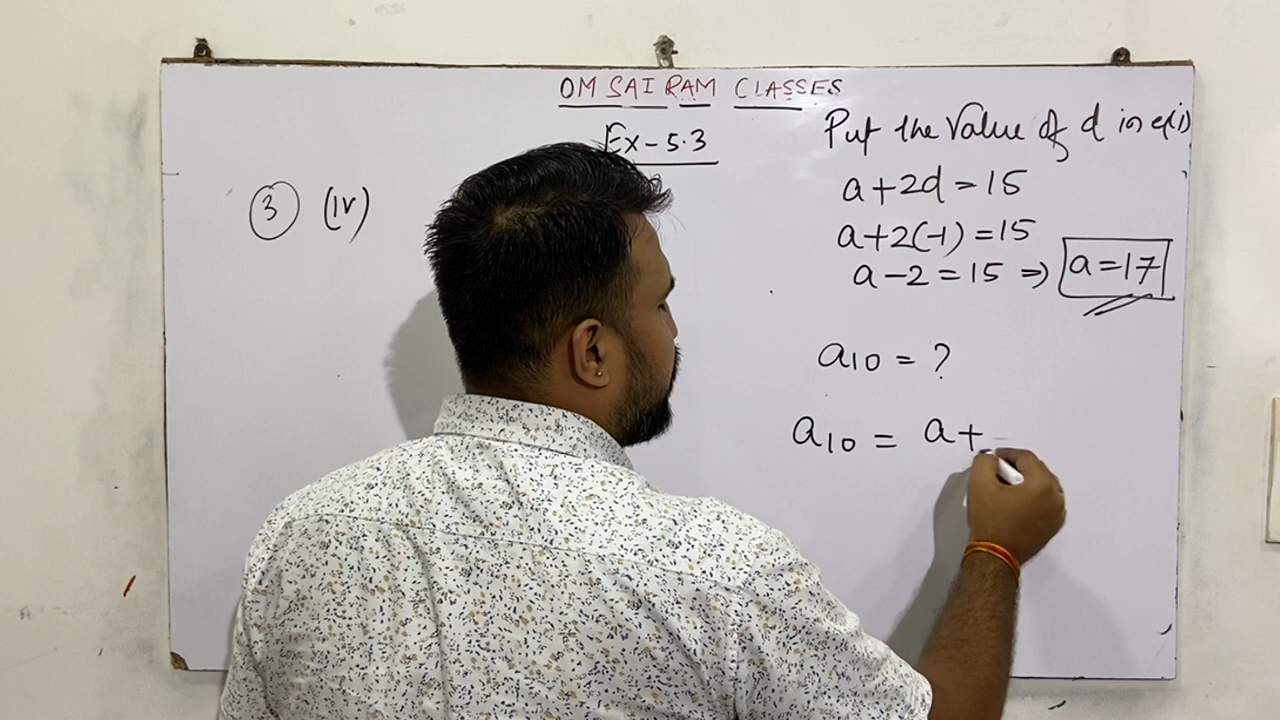 OM SAI RAM CLASSES
Ex-5.3
3 (iv)
Put the value of d in eq(i)
a+2d=15
a+2(-1)=15
a-2=15 ⇒ a=17
a10 = ?
a10 = a+